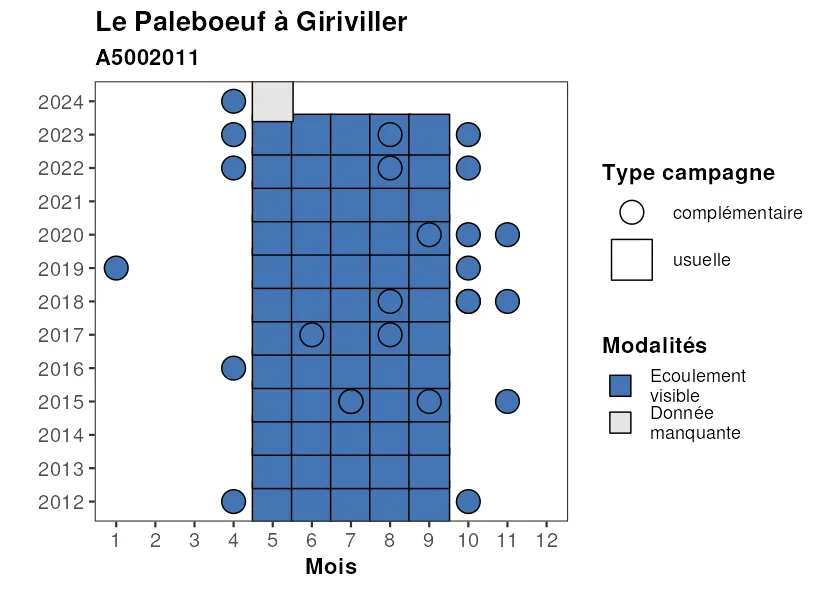 Le Paleboeuf à Giriviller
A5002011
2024
2023
2022
2021
2020
2019
2018
2017
2016
2015
2014
2013
2012
1 2 3 4 5 6 7 8 9 10 11 12
Mois
Type campagne
complémentaire
usuelle
Modalités
Ecoulement
visible
Donnée
manquante